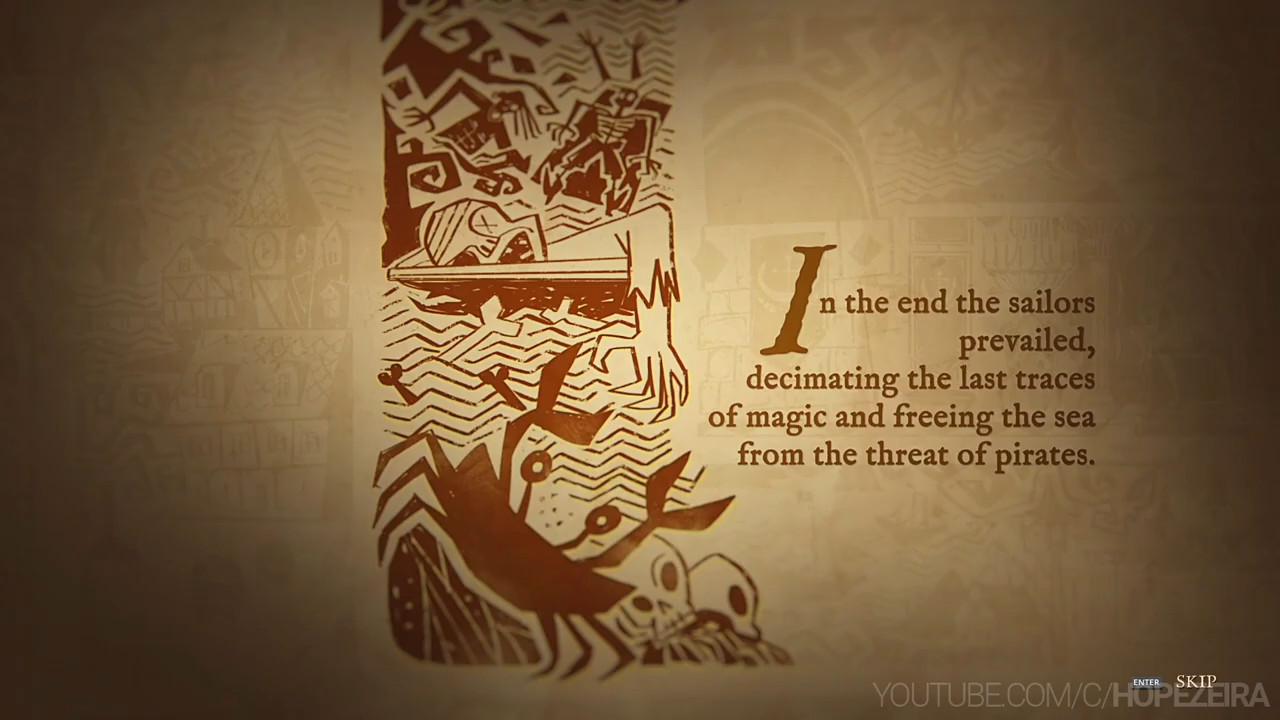 In the end the sailors
prevailed,
decimating the last traces
of magic and freeing the sea
from the threat of pirates.
ENTER SKIP
YOUTUBE.COM/C/HOPEZEIRA